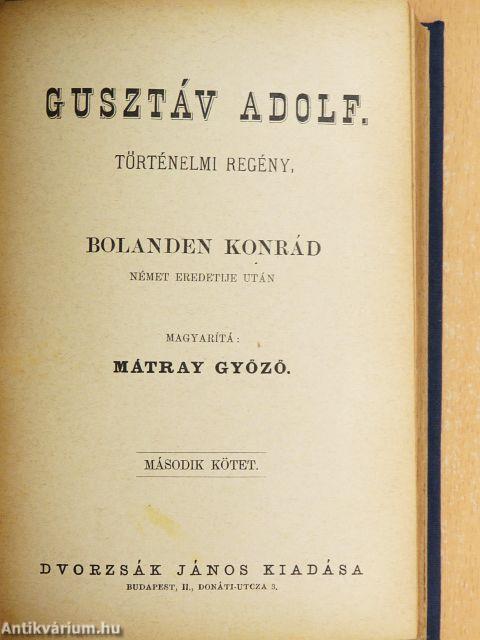 GUSZTÁV ADOLF.
TÖRTÉNELMI REGÉNY,
BOLANDEN KONRÁD
NÉMET EREDETIJE UTÁN
MAGYARÍTÁ:
MÁTRAY GYŐZŐ.
MÁSODIK KÖTET.
DVORZSÁK JÁNOS KIADÁSA
BUDAPEST, II., DONÁTI-UTCZA 3.
Antikvárium.hu